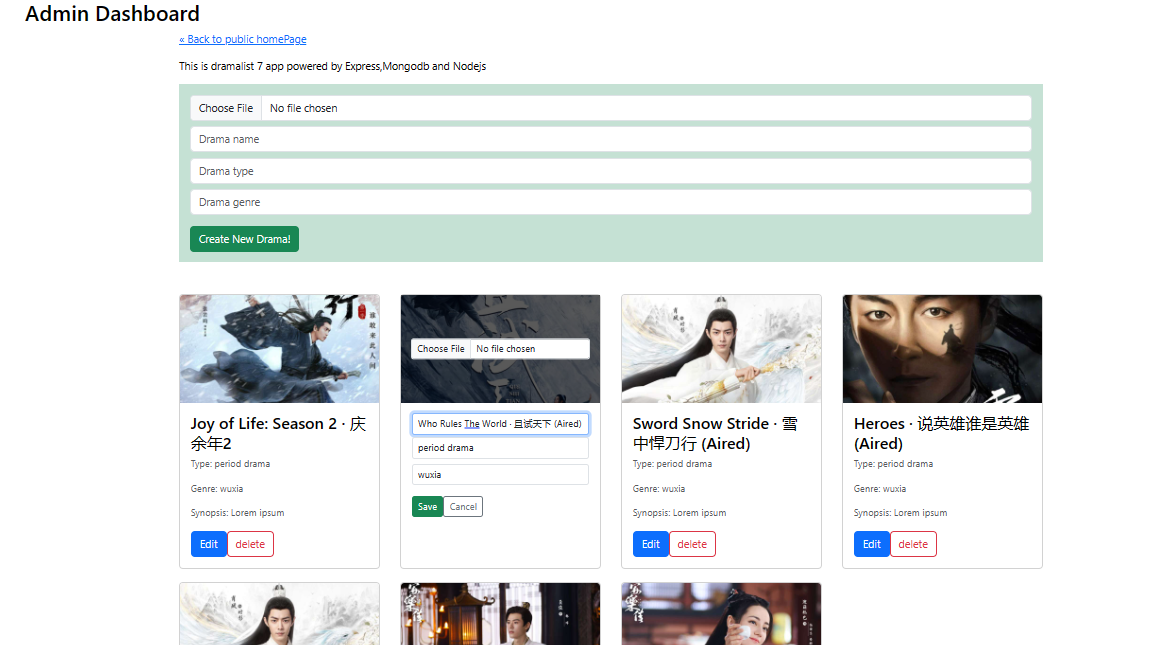 Admin Dashboard
« Back to public homePage
This is dramalist 7 app powered by Express,Mongodb and Nodejs
Choose File No file chosen
Drama name
Drama type
Drama genre
Create New Drama!
Joy of Life: Season 2 · 庆
余年2
Type: period drama
Genre: wuxia
Synopsis: Lorem ipsum
Edit delete
Choose File No file chosen
Who Rules The World · 且试天下 (Aired)
period drama
wuxia
Save Cancel
Sword Snow Stride · 雪
中悍刀行 (Aired)
Type: period drama
Genre: wuxia
Synopsis: Lorem ipsum
Edit delete
Heroes · 说英雄谁是英雄
(Aired)
Type: period drama
Genre: wuxia
Synopsis: Lorem ipsum
Edit delete